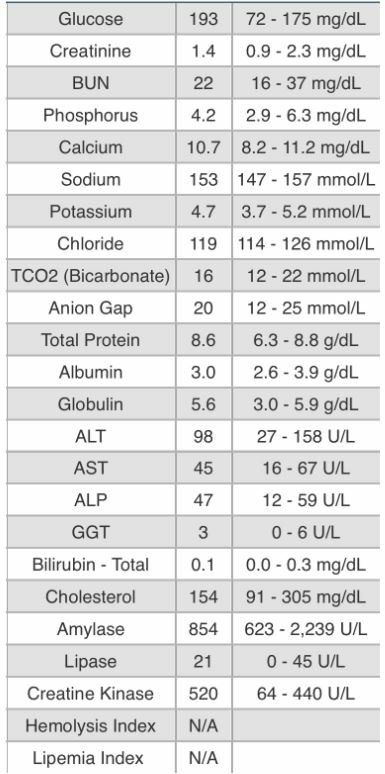 Glucose 193 72 - 175 mg/dL
Creatinine 1.4 0.9 - 2.3 mg/dL
BUN 22 16 - 37 mg/dL
Phosphorus 4.2 2.9 - 6.3 mg/dL
Calcium 10.7 8.2 - 11.2 mg/dL
Sodium 153 147 - 157 mmol/L
Potassium 4.7 3.7 - 5.2 mmol/L
Chloride 119 114 - 126 mmol/L
TCO2 (Bicarbonate) 16 12 - 22 mmol/L
Anion Gap 20 12 - 25 mmol/L
Total Protein 8.6 6.3 - 8.8 g/dL
Albumin 3.0 2.6 - 3.9 g/dL
Globulin 5.6 3.0 - 5.9 g/dL
ALT 98 27 - 158 U/L
AST 45 16 - 67 U/L
ALP 47 12 - 59 U/L
GGT 3 0 - 6 U/L
Bilirubin - Total 0.1 0.0 - 0.3 mg/dL
Cholesterol 154 91 - 305 mg/dL
Amylase 854 623 - 2,239 U/L
Lipase 21 0 - 45 U/L
Creatine Kinase 520 64 - 440 U/L
Hemolysis Index N/A
Lipemia Index N/A